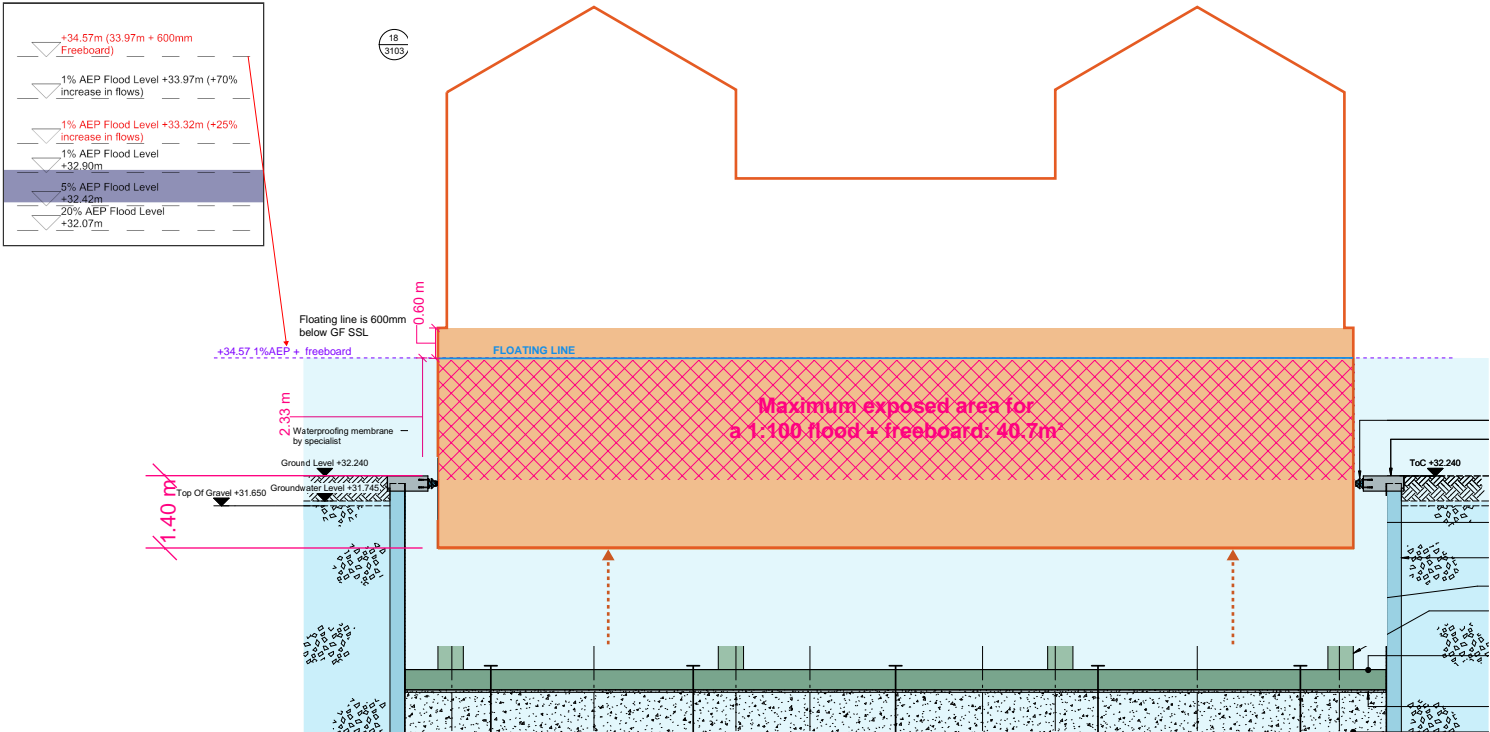 +34.57m (33.97m + 600mm
Freeboard)
1% AEP Flood Level +33.97m (+70%
increase in flows)
1% AEP Flood Level +33.32m (+25%
increase in flows)
1% AEP Flood Level
+32.90m
5% AEP Flood Level
+32.42m
20% AEP Flood Level
+32.07m
18
3103
0.60 m
Floating line is 600mm
below GF SSL
+34.57 1%AEP + freeboard
FLOATING LINE
2.33 m
Maximum exposed area for
a 1:100 flood + freeboard: 40.7m²
Waterproofing membrane
by specialist
Ground Level +32.240
ToC +32.240
Groundwater Level +31.745
Top Of Gravel +31.650
1.40 m